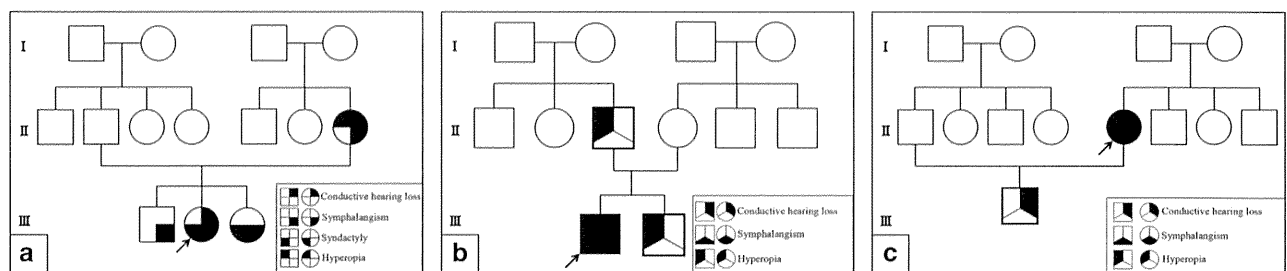 I
II
III
Conductive hearing loss
Symphalangism
Syndactyly
Hyperopia
a
I
II
III
Conductive hearing loss
Symphalangism
Hyperopia
b
I
II
III
Conductive hearing loss
Symphalangism
Hyperopia
c